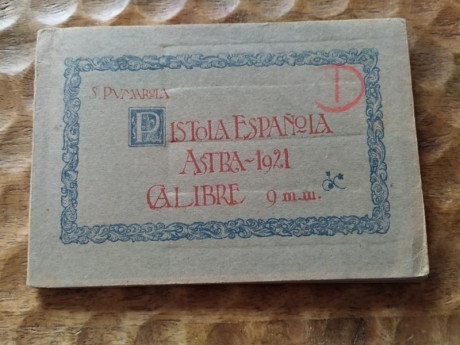 S. PUMAROLA
D
PISTOLA ESPAÑOLA
ASTRA-1921
CALIBRE 9 m.m.